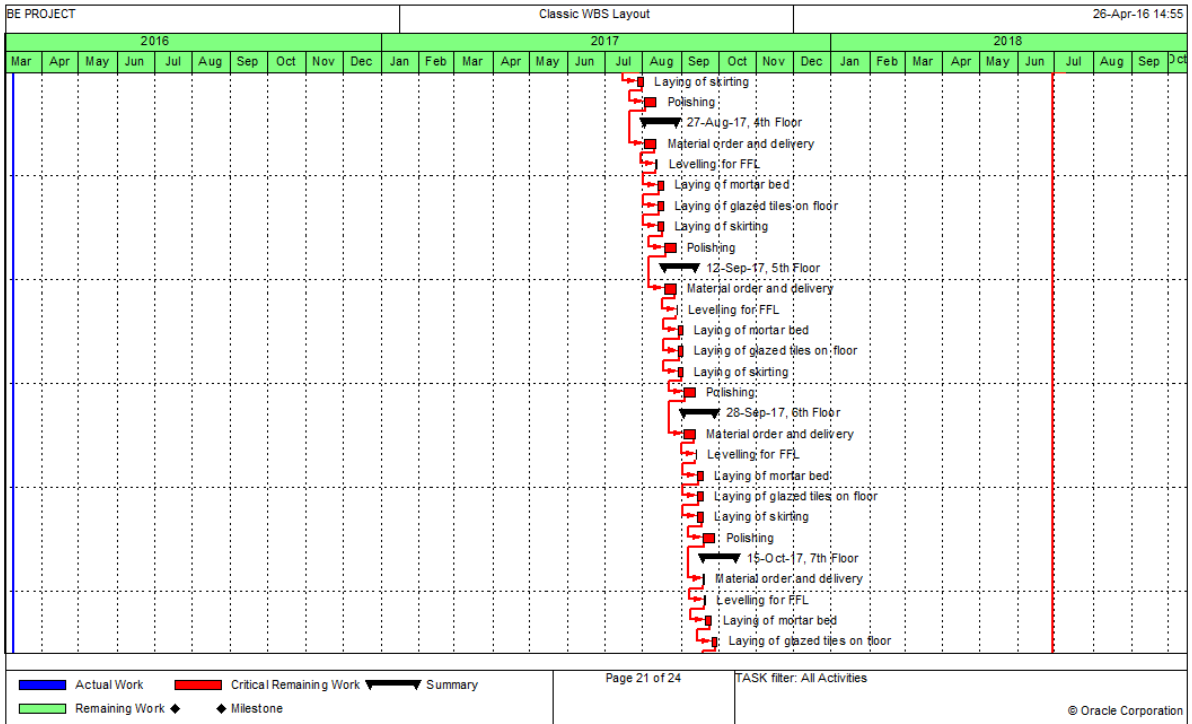 BE PROJECT Classic WBS Layout 26-Apr-16 14:55
2016 2017 2018
Mar Apr May Jun Jul Aug Sep Oct Nov Dec Jan Feb Mar Apr May Jun Jul Aug Sep Oct Nov Dec Jan Feb Mar Apr May Jun Jul Aug Sep Oct
Laying of skirting
Polishing
27-Aug-17, 4th Floor
Material order and delivery
Levelling for FFL
Laying of mortar bed
Laying of glazed tiles on floor
Laying of skirting
Polishing
12-Sep-17, 5th Floor
Material order and delivery
Levelling for FFL
Laying of mortar bed
Laying of glazed tiles on floor
Laying of skirting
Polishing
28-Sep-17, 6th Floor
Material order and delivery
Levelling for FFL
Laying of mortar bed
Laying of glazed tiles on floor
Laying of skirting
Polishing
15-Oct-17, 7th Floor
Material order and delivery
Levelling for FFL
Laying of mortar bed
Laying of glazed tiles on floor
Actual Work Critical Remaining Work Summary
Remaining Work Milestone
Page 21 of 24
TASK filter: All Activities
© Oracle Corporation